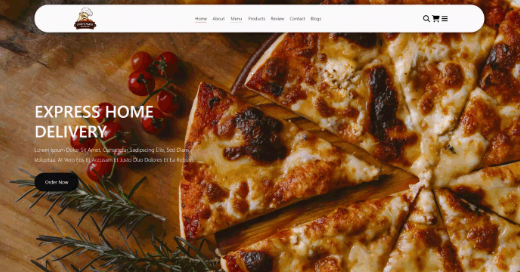 Home About Menu Products Review Contact Blogs
EXPRESS HOME
DELIVERY
Lorem Ipsum Dolor Sit Amet, Consetetur Sadipscing Elitr, Sed Diam
Voluptua. At Vero Eos Et Accusam Et Justo Duo Dolores Et Ea Rebum.
Order Now